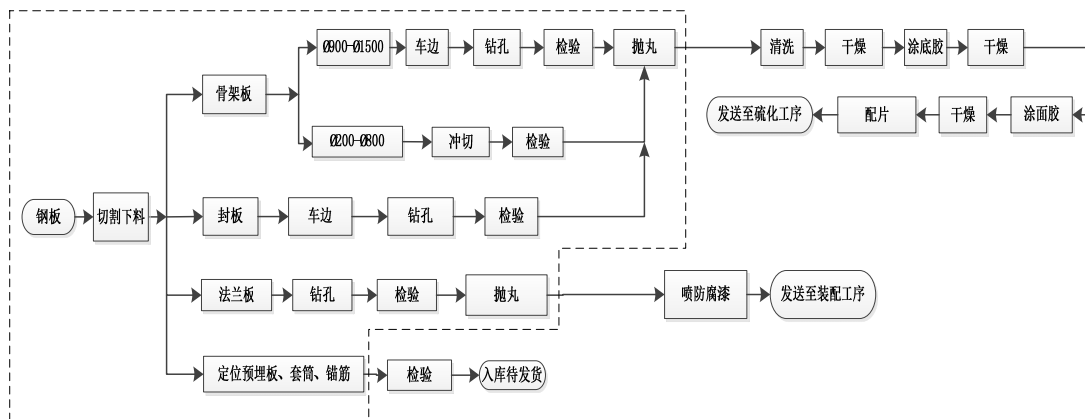 Ø900-Ø1500
车边
钻孔
检验
抛丸
清洗
干燥
涂底胶
干燥
骨架板
发送至硫化工序
配片
干燥
涂面胶
Ø200-Ø800
冲切
检验
钢板
切割下料
封板
车边
钻孔
检验
法兰板
钻孔
检验
抛丸
喷防腐漆
发送至装配工序
定位预埋板、套筒、锚筋
检验
入库待发货